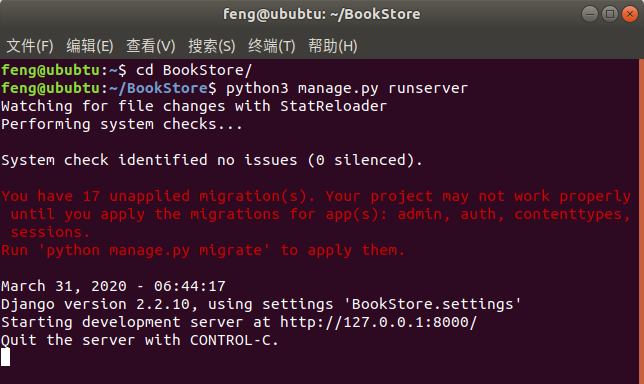 feng@ububtu: ~/BookStore
文件(F) 编辑(E) 查看(V) 搜索(S) 终端(T) 帮助(H)
feng@ububtu:~$ cd BookStore/
feng@ububtu:~/BookStore$ python3 manage.py runserver
Watching for file changes with StatReloader
Performing system checks...
System check identified no issues (0 silenced).
You have 17 unapplied migration(s). Your project may not work properly
until you apply the migrations for app(s): admin, auth, contenttypes,
sessions.
Run 'python manage.py migrate' to apply them.
March 31, 2020 - 06:44:17
Django version 2.2.10, using settings 'BookStore.settings'
Starting development server at http://127.0.0.1:8000/
Quit the server with CONTROL-C.